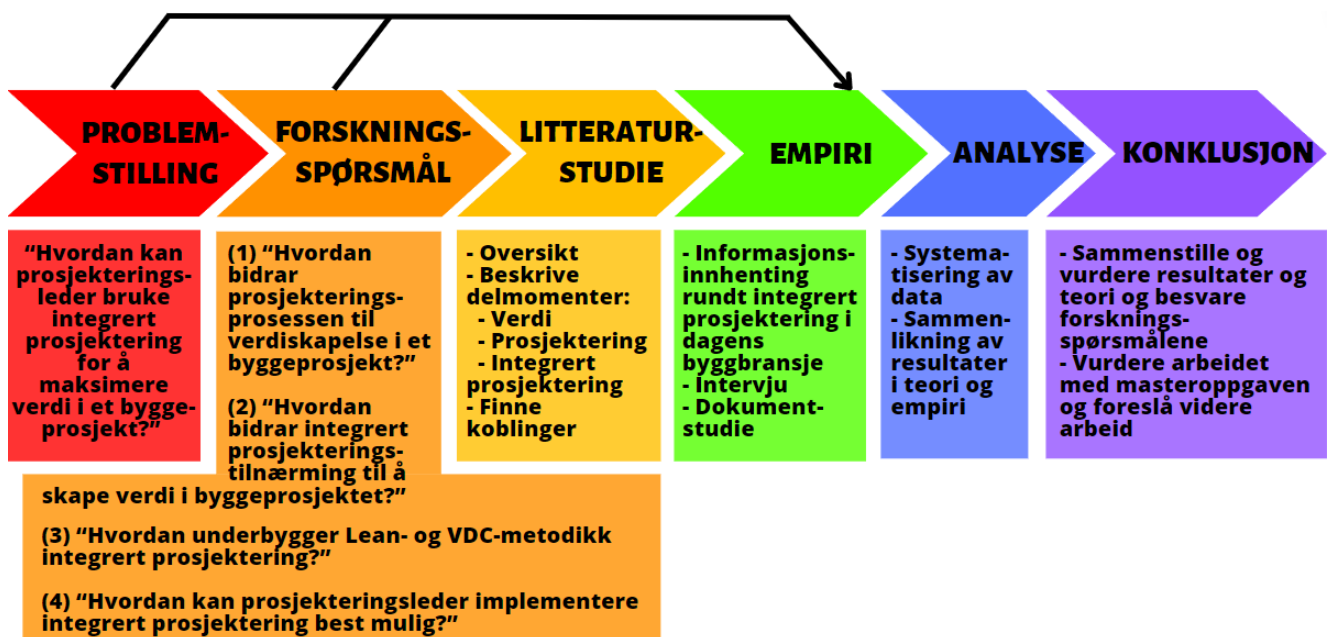 PROBLEM-
STILLING
FORSKNINGS-
SPØRSMÅL
LITTERATUR-
STUDIE
EMPIRI
ANALYSE
KONKLUSJON
“Hvordan kan
prosjekterings-
leder bruke
integrert
prosjektering
for å
maksimere
verdi i et bygge-
prosjekt?”
(1) “Hvordan
bidrar
prosjekterings-
prosessen til
verdiskapelse i et
byggeprosjekt?”
(2) “Hvordan
bidrar integrert
prosjekterings-
tilnærming til å
skape verdi i byggeprosjektet?”
(3) “Hvordan underbygger Lean- og VDC-metodikk
integrert prosjektering?”
(4) “Hvordan kan prosjekteringsleder implementere
integrert prosjektering best mulig?”
- Oversikt
- Beskrive
delmomenter:
- Verdi
- Prosjektering
- Integrert
prosjektering
- Finne
koblinger
- Informasjons-
innhenting
rundt integrert
prosjektering i
dagens
byggbransje
- Intervju
- Dokument-
studie
- Systema-
tisering av
data
- Sammen-
likning av
resultater
i teori og
empiri
- Sammenstille og
vurdere resultater og
teori og besvare
forsknings-
spørsmålene
- Vurdere arbeidet
med masteroppgaven
og foreslå videre
arbeid